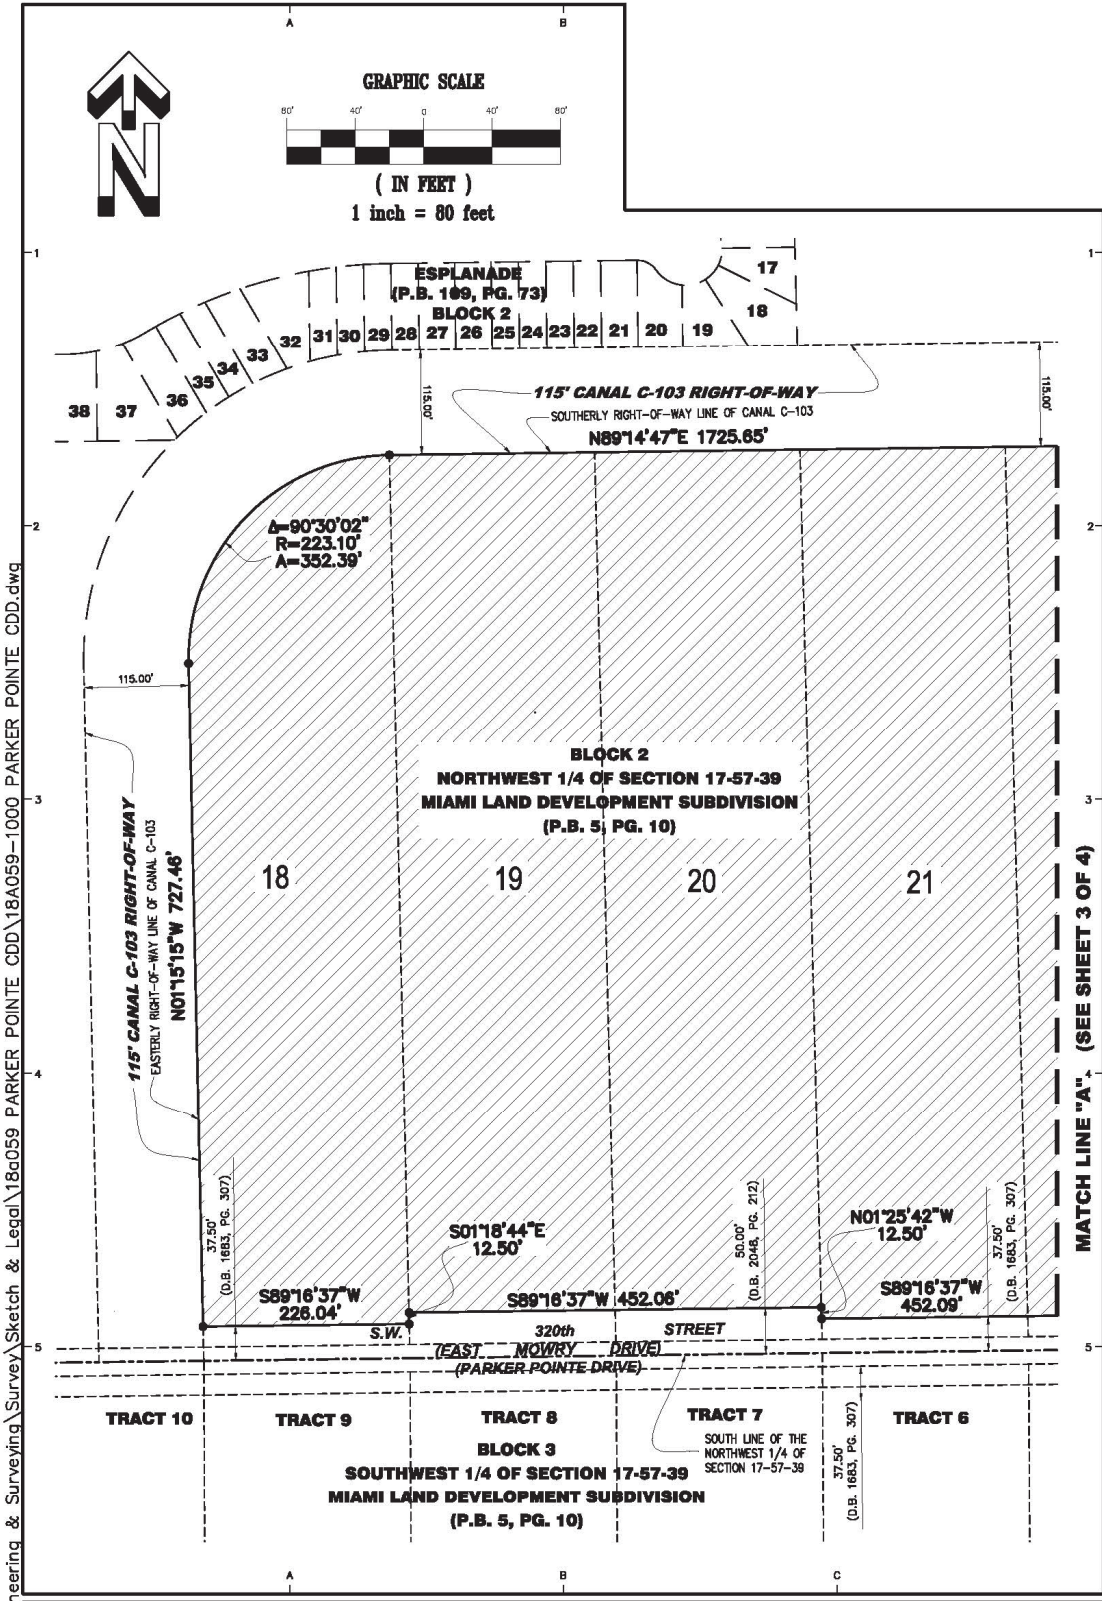 A
B
GRAPHIC SCALE
80'
40'
0
40'
80'
( IN FEET )
1 inch = 80 feet
N
1
1
ESPLANADE
(P.B. 169, PG. 73)
BLOCK 2
17
18
19
20
21
22
23
24
25
26
27
28
29
30
31
32
33
34
35
36
37
38
115.00'
115' CANAL C-103 RIGHT-OF-WAY
SOUTHERLY RIGHT-OF-WAY LINE OF CANAL C-103
N89°14'47"E 1725.65'
115.00'
2
2
Δ=90°30'02"
R=223.10'
A=352.39'
115.00'
BLOCK 2
NORTHWEST 1/4 OF SECTION 17-57-39
MIAMI LAND DEVELOPMENT SUBDIVISION
(P.B. 5, PG. 10)
3
3
18
19
20
21
115' CANAL C-103 RIGHT-OF-WAY
EASTERLY RIGHT-OF-WAY LINE OF CANAL C-103
N01°15'15"W 727.46'
MATCH LINE "A" (SEE SHEET 3 OF 4)
4
4
37.50'
(D.B. 1683, PG. 307)
S01°18'44"E
12.50'
50.00'
(D.B. 2048, PG. 212)
N01°25'42"W
12.50'
37.50'
(D.B. 1683, PG. 307)
S89°16'37"W
226.04'
S89°16'37"W 452.06'
S89°16'37"W
452.09'
S.W. 320th STREET
(EAST MOWRY DRIVE)
(PARKER POINTE DRIVE)
5
5
TRACT 10
TRACT 9
TRACT 8
TRACT 7
TRACT 6
SOUTH LINE OF THE
NORTHWEST 1/4 OF
SECTION 17-57-39
37.50'
(D.B. 1683, PG. 307)
BLOCK 3
SOUTHWEST 1/4 OF SECTION 17-57-39
MIAMI LAND DEVELOPMENT SUBDIVISION
(P.B. 5, PG. 10)
A
B
C
neering & Surveying\Survey\Sketch & Legal\18a059 PARKER POINTE CDD\18A059-1000 PARKER POINTE CDD.dwg